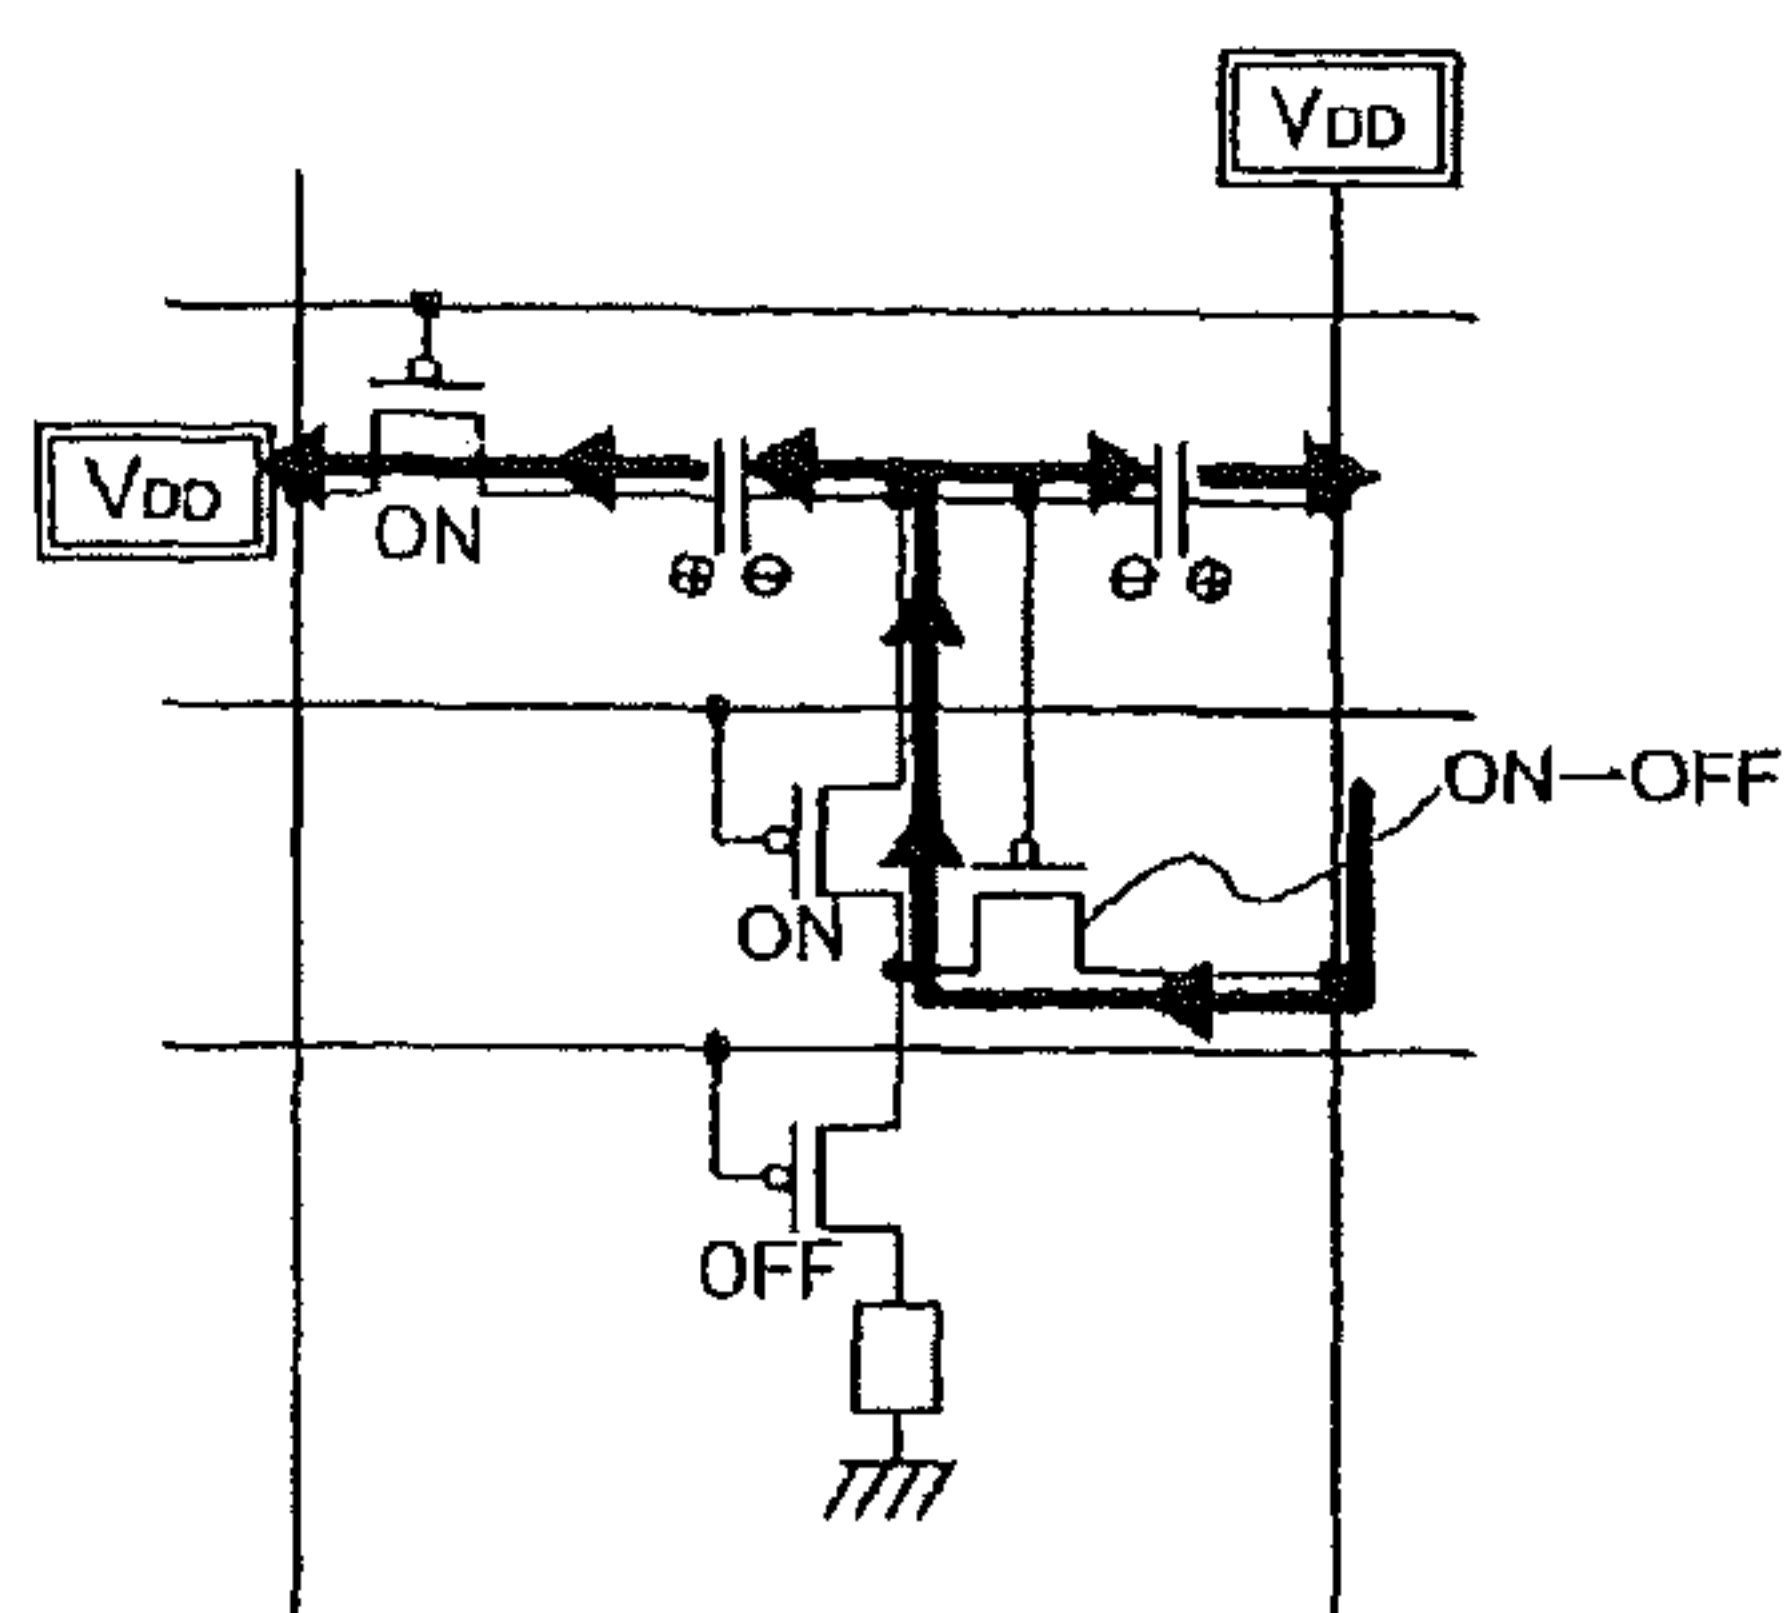 VDD
VDD
ON
⊕ ⊖
⊖ ⊕
ON→OFF
ON
OFF